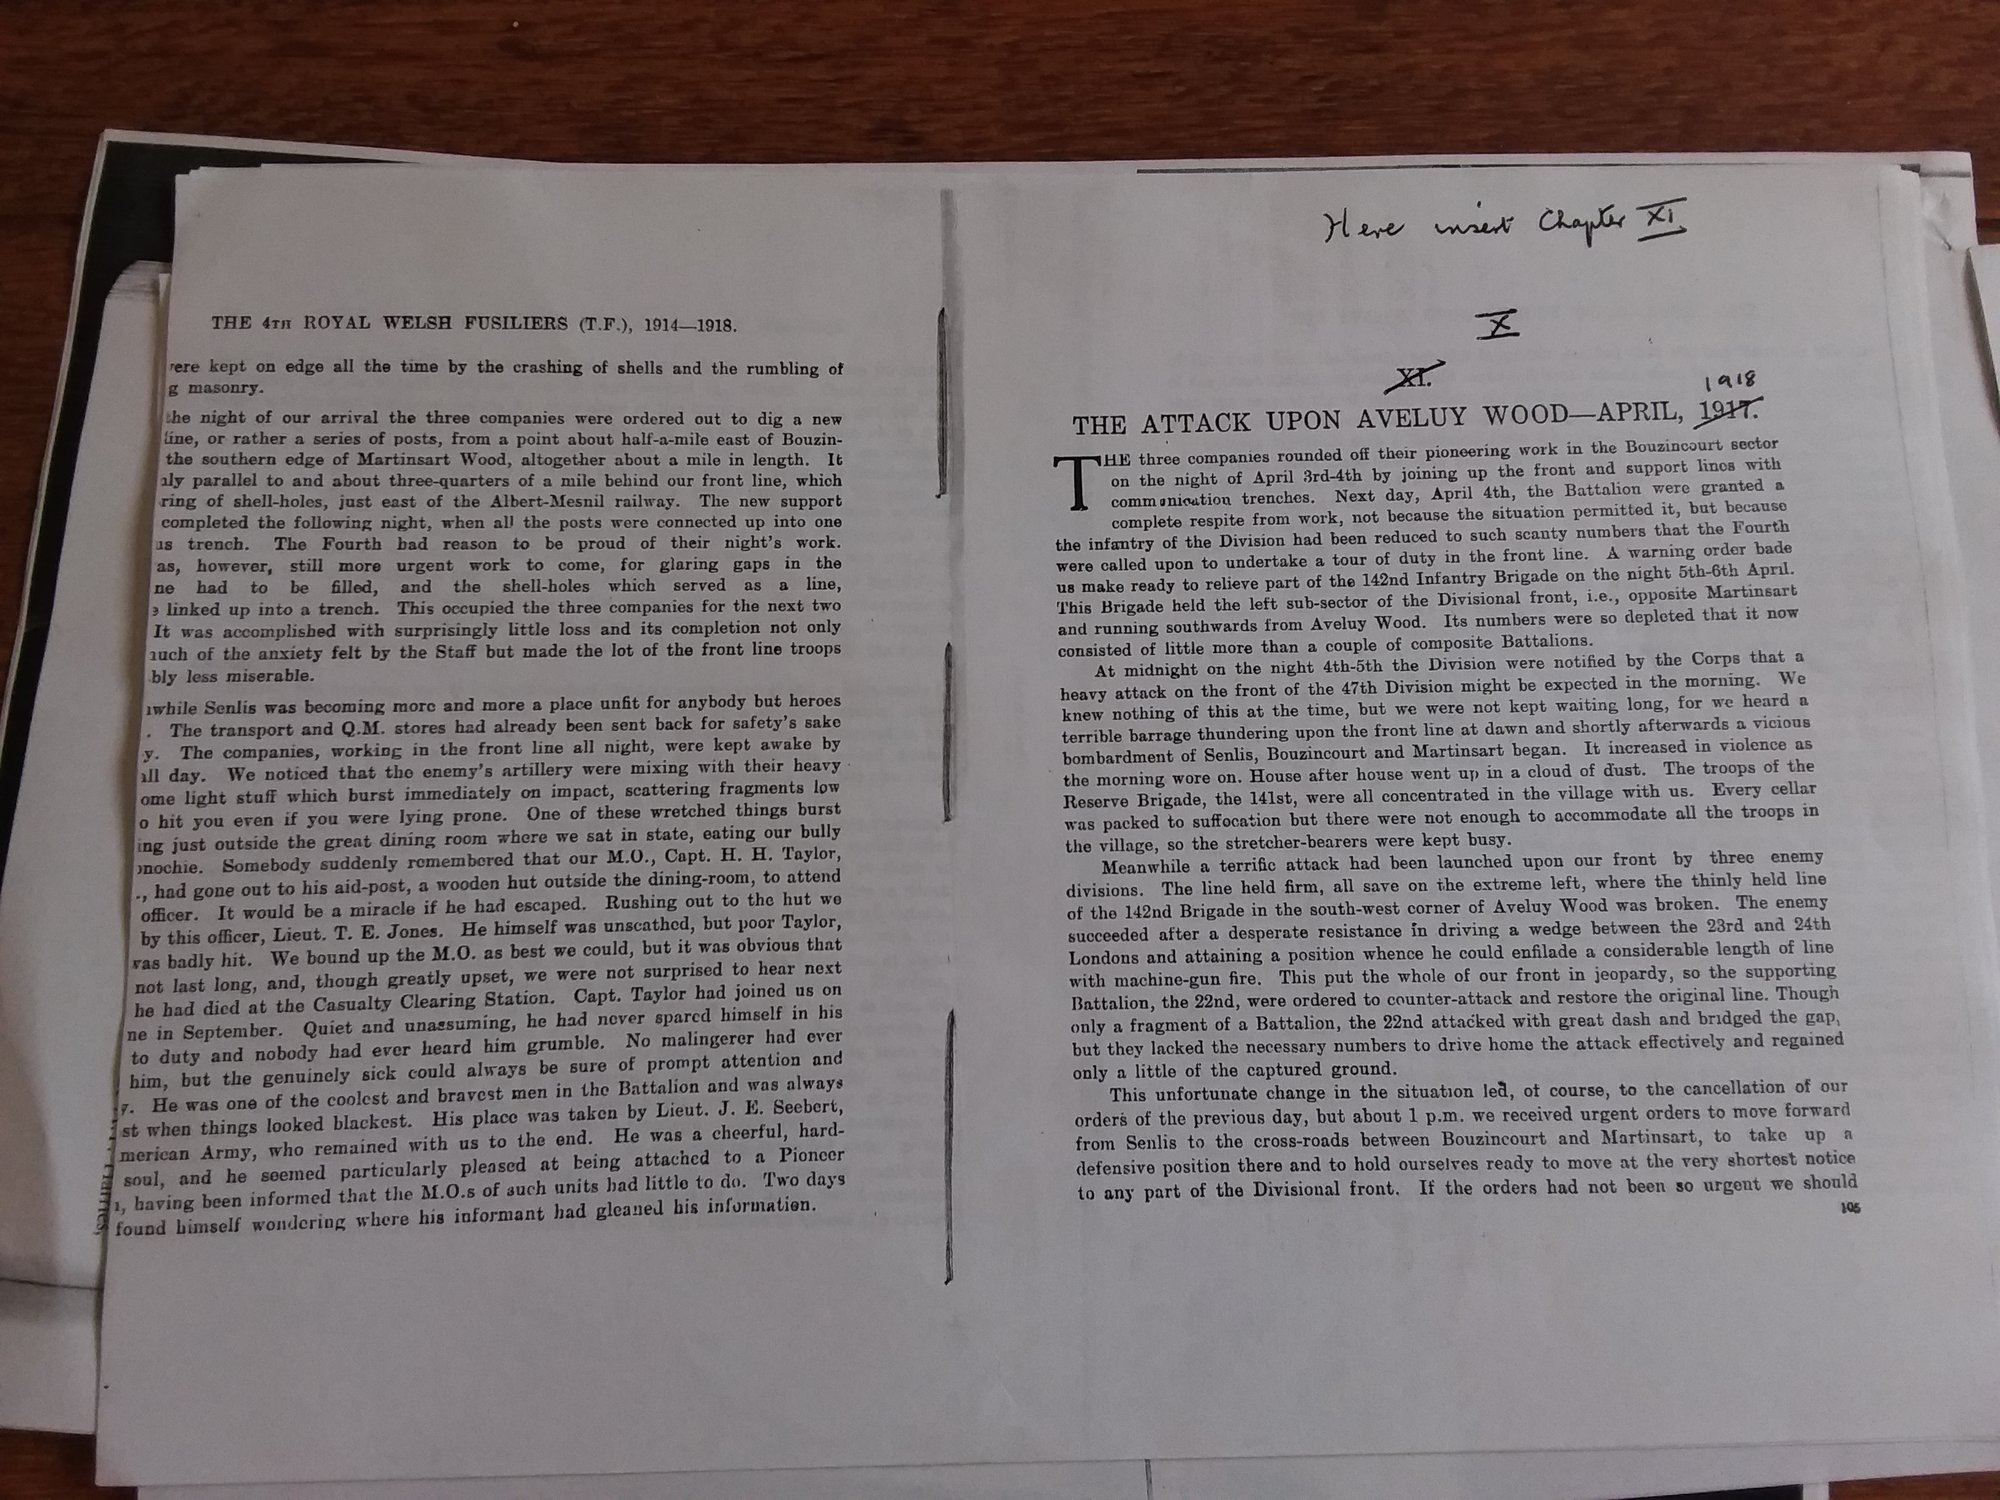 THE 4TH ROYAL WELSH FUSILIERS (T.F.), 1914—1918.
ere kept on edge all the time by the crashing of shells and the rumbling of
g masonry.
the night of our arrival the three companies were ordered out to dig a new
line, or rather a series of posts, from a point about half-a-mile east of Bouzin-
the southern edge of Martinsart Wood, altogether about a mile in length. It
ly parallel to and about three-quarters of a mile behind our front line, which
ring of shell-holes, just east of the Albert-Mesnil railway. The new support
completed the following night, when all the posts were connected up into one
us trench. The Fourth had reason to be proud of their night's work.
as, however, still more urgent work to come, for glaring gaps in the
ne had to be filled, and the shell-holes which served as a line,
e linked up into a trench. This occupied the three companies for the next two
It was accomplished with surprisingly little loss and its completion not only
uch of the anxiety felt by the Staff but made the lot of the front line troops
bly less miserable.
while Senlis was becoming more and more a place unfit for anybody but heroes
. The transport and Q.M. stores had already been sent back for safety's sake
y. The companies, working in the front line all night, were kept awake by
all day. We noticed that the enemy's artillery were mixing with their heavy
ome light stuff which burst immediately on impact, scattering fragments low
o hit you even if you were lying prone. One of these wretched things burst
ing just outside the great dining room where we sat in state, eating our bully
onochie. Somebody suddenly remembered that our M.O., Capt. H. H. Taylor,
., had gone out to his aid-post, a wooden hut outside the dining-room, to attend
officer. It would be a miracle if he had escaped. Rushing out to the hut we
by this officer, Lieut. T. E. Jones. He himself was unscathed, but poor Taylor,
was badly hit. We bound up the M.O. as best we could, but it was obvious that
not last long, and, though greatly upset, we were not surprised to hear next
he had died at the Casualty Clearing Station. Capt. Taylor had joined us on
ne in September. Quiet and unassuming, he had never spared himself in his
to duty and nobody had ever heard him grumble. No malingerer had ever
him, but the genuinely sick could always be sure of prompt attention and
y. He was one of the coolest and bravest men in the Battalion and was always
st when things looked blackest. His place was taken by Lieut. J. E. Seebert,
merican Army, who remained with us to the end. He was a cheerful, hard-
soul, and he seemed particularly pleased at being attached to a Pioneer
, having been informed that the M.O.s of such units had little to do. Two days
found himself wondering where his informant had gleaned his information.
Here insert Chapter XI
X
XI.
1918
THE ATTACK UPON AVELUY WOOD—APRIL, 1917.
THE three companies rounded off their pioneering work in the Bouzincourt sector
on the night of April 3rd-4th by joining up the front and support lines with
communication trenches. Next day, April 4th, the Battalion were granted a
complete respite from work, not because the situation permitted it, but because
the infantry of the Division had been reduced to such scanty numbers that the Fourth
were called upon to undertake a tour of duty in the front line. A warning order bade
us make ready to relieve part of the 142nd Infantry Brigade on the night 5th-6th April.
This Brigade held the left sub-sector of the Divisional front, i.e., opposite Martinsart
and running southwards from Aveluy Wood. Its numbers were so depleted that it now
consisted of little more than a couple of composite Battalions.
At midnight on the night 4th-5th the Division were notified by the Corps that a
heavy attack on the front of the 47th Division might be expected in the morning. We
knew nothing of this at the time, but we were not kept waiting long, for we heard a
terrible barrage thundering upon the front line at dawn and shortly afterwards a vicious
bombardment of Senlis, Bouzincourt and Martinsart began. It increased in violence as
the morning wore on. House after house went up in a cloud of dust. The troops of the
Reserve Brigade, the 141st, were all concentrated in the village with us. Every cellar
was packed to suffocation but there were not enough to accommodate all the troops in
the village, so the stretcher-bearers were kept busy.
Meanwhile a terrific attack had been launched upon our front by three enemy
divisions. The line held firm, all save on the extreme left, where the thinly held line
of the 142nd Brigade in the south-west corner of Aveluy Wood was broken. The enemy
succeeded after a desperate resistance in driving a wedge between the 23rd and 24th
Londons and attaining a position whence he could enfilade a considerable length of line
with machine-gun fire. This put the whole of our front in jeopardy, so the supporting
Battalion, the 22nd, were ordered to counter-attack and restore the original line. Though
only a fragment of a Battalion, the 22nd attacked with great dash and bridged the gap,
but they lacked the necessary numbers to drive home the attack effectively and regained
only a little of the captured ground.
This unfortunate change in the situation led, of course, to the cancellation of our
orders of the previous day, but about 1 p.m. we received urgent orders to move forward
from Senlis to the cross-roads between Bouzincourt and Martinsart, to take up a
defensive position there and to hold ourselves ready to move at the very shortest notice
to any part of the Divisional front. If the orders had not been so urgent we should
105